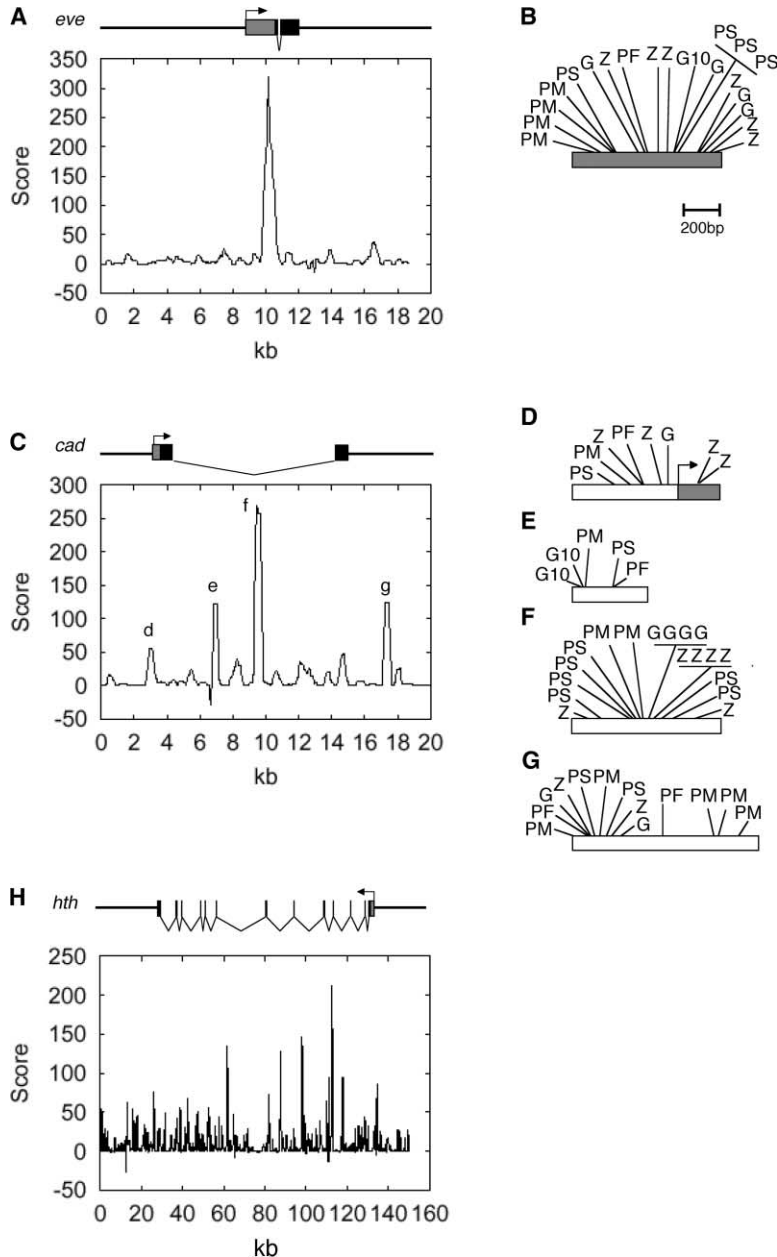 A
eve
350
300
250
200
150
100
50
0
-50
Score
0 2 4 6 8 10 12 14 16 18 20
kb
B
PM
PM
PM
PM
PS
G
Z
PF
Z
Z
G10
G
PS
PS
PS
Z
G
G
Z
Z
200bp
C
cad
300
250
200
150
100
50
0
-50
Score
d
e
f
g
0 2 4 6 8 10 12 14 16 18 20
kb
D
PS
PM
Z
PF
Z
G
Z
Z
E
G10
G10
PM
PS
PF
F
Z
PS
PS
PS
PS
PM
PM
GGGG
ZZZZ
PS
PS
Z
G
PM
PF
G
Z
PS
PM
PS
Z
G
PF
PM
PM
PM
H
hth
250
200
150
100
50
0
-50
Score
0 20 40 60 80 100 120 140 160
kb